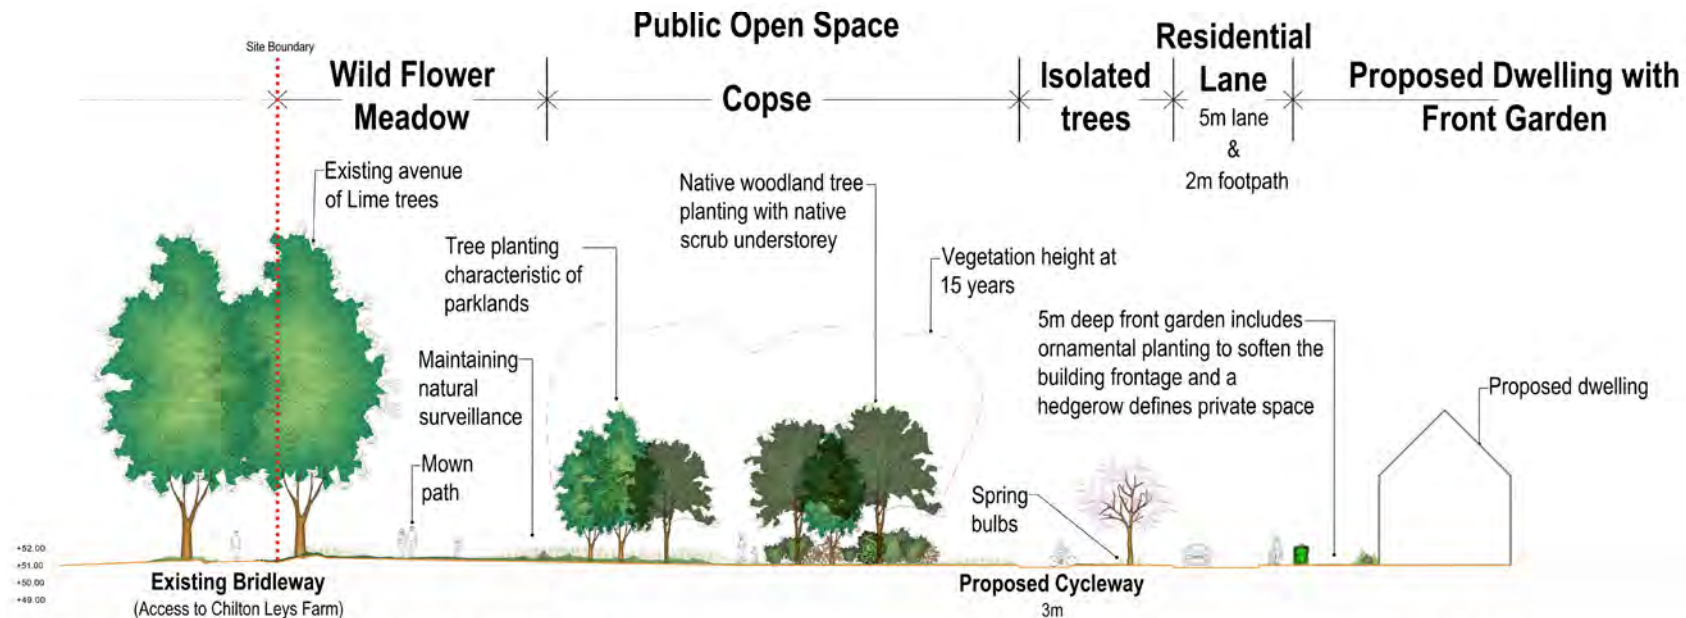 Public Open Space
Site Boundary
Wild Flower
Meadow
Copse
Isolated
trees
Residential
Lane
5m lane
&
2m footpath
Proposed Dwelling with
Front Garden
Existing avenue
of Lime trees
Tree planting
characteristic of
parklands
Native woodland tree
planting with native
scrub understorey
Vegetation height at
15 years
Maintaining
natural
surveillance
Mown
path
5m deep front garden includes
ornamental planting to soften the
building frontage and a
hedgerow defines private space
Proposed dwelling
Spring
bulbs
+52.00
+51.00
+50.00
+49.00
Existing Bridleway
(Access to Chilton Leys Farm)
Proposed Cycleway
3m